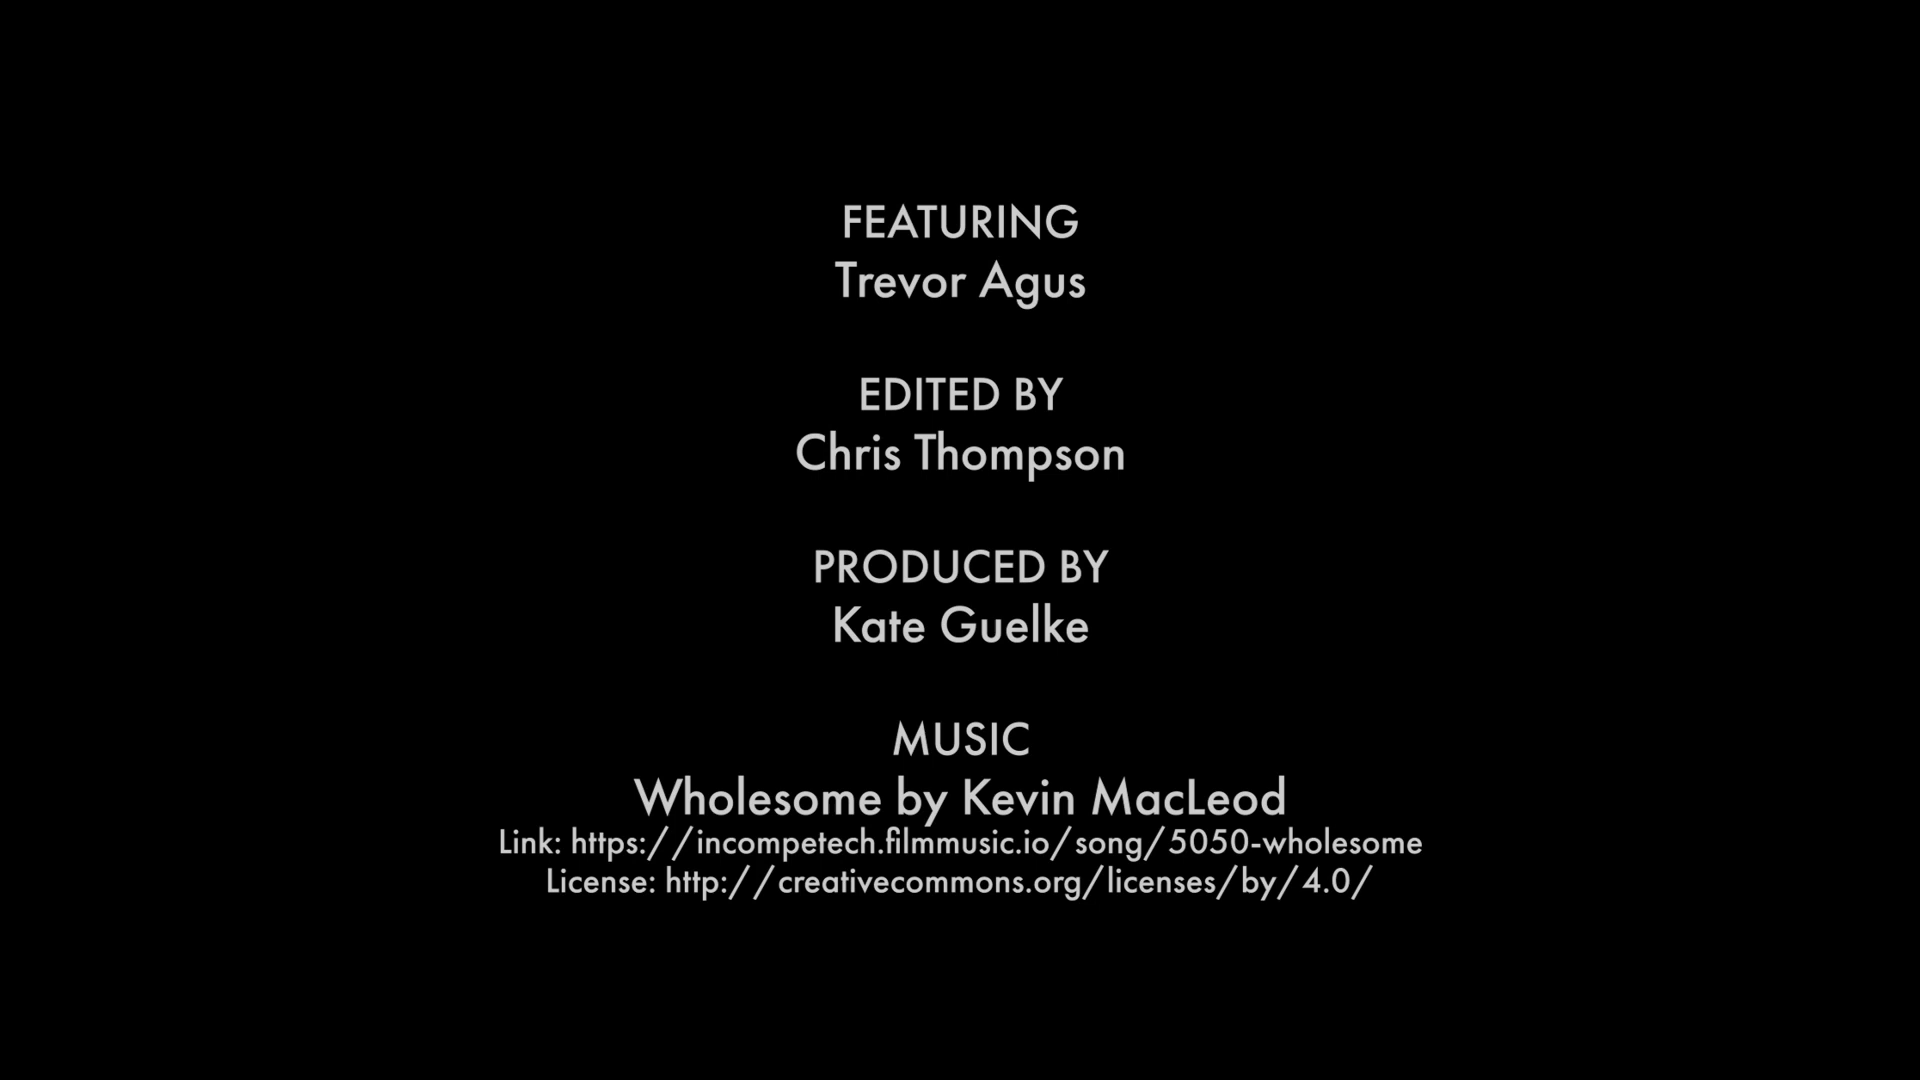 FEATURING
Trevor Agus
EDITED BY
Chris Thompson
PRODUCED BY
Kate Guelke
MUSIC
Wholesome by Kevin MacLeod
Link: https://incompetech.filmmusic.io/song/5050-wholesome
License: http://creativecommons.org/licenses/by/4.0/